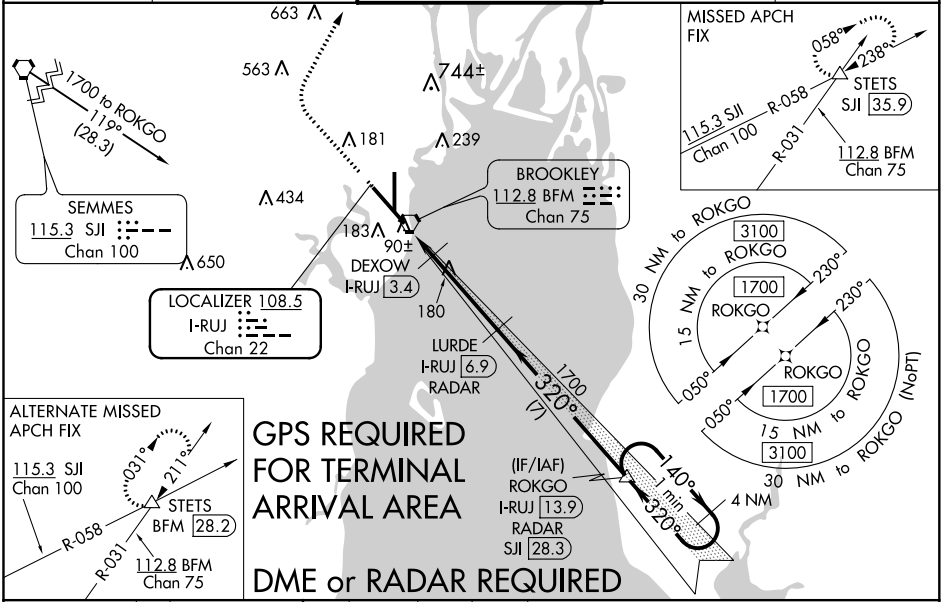 663
563
744±
181
239
434
183
90±
650
180
1700 to ROKGO
119°
(28.3)
SEMMES
115.3 SJI
Chan 100
BROOKLEY
112.8 BFM
Chan 75
LOCALIZER 108.5
I-RUJ
Chan 22
DEXOW
I-RUJ 3.4
LURDE
I-RUJ 6.9
RADAR
1700
320°
(7)
(IF/IAF)
ROKGO
I-RUJ 13.9
RADAR
SJI 28.3
140°
1 min
320°
4 NM
MISSED APCH
FIX
058°
238°
STETS
SJI 35.9
115.3 SJI
Chan 100
R-058
R-031
112.8 BFM
Chan 75
30 NM to ROKGO
3100
15 NM to ROKGO
1700
ROKGO
230°
050°
230°
050°
ROKGO
1700
15 NM to ROKGO
3100
30 NM to ROKGO (NoPT)
ALTERNATE MISSED
APCH FIX
115.3 SJI
Chan 100
031°
211°
STETS
BFM 28.2
R-058
R-031
112.8 BFM
Chan 75
GPS REQUIRED
FOR TERMINAL
ARRIVAL AREA
DME or RADAR REQUIRED